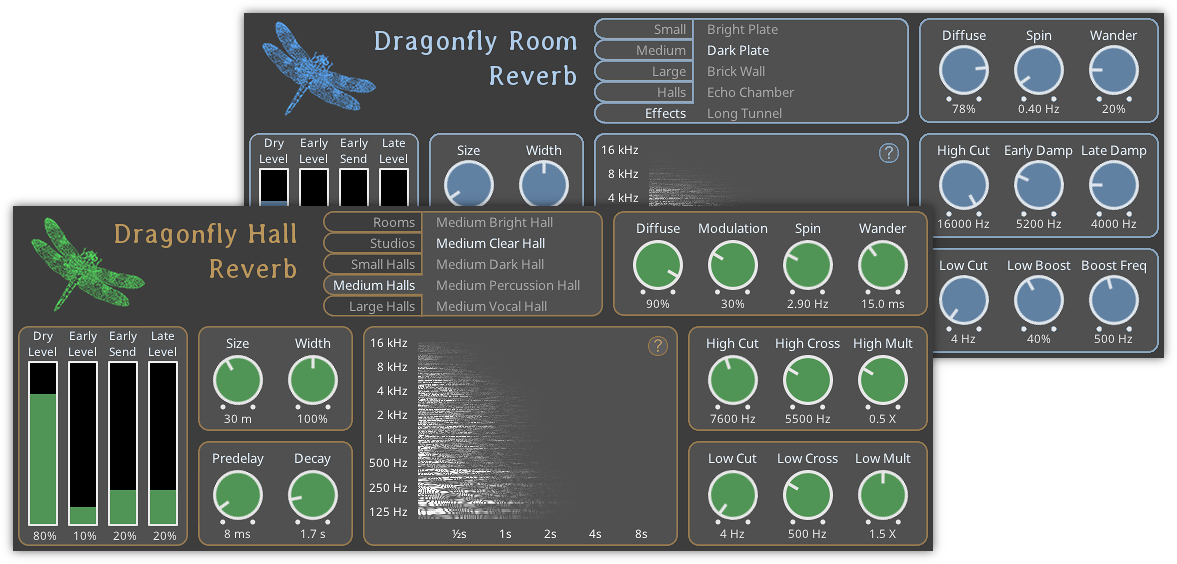 Dragonfly Room
Reverb
Small
Medium
Large
Halls
Effects
Bright Plate
Dark Plate
Brick Wall
Echo Chamber
Long Tunnel
Diffuse Spin Wander
78% 0.40 Hz 20%
Dry Early Early Late
Level Level Send Level
Size Width
16 kHz ?
8 kHz
4 kHz
High Cut Early Damp Late Damp
16000 Hz 5200 Hz 4000 Hz
Low Cut Low Boost Boost Freq
4 Hz 40% 500 Hz
Dragonfly Hall
Reverb
Rooms
Studios
Small Halls
Medium Halls
Large Halls
Medium Bright Hall
Medium Clear Hall
Medium Dark Hall
Medium Percussion Hall
Medium Vocal Hall
Diffuse Modulation Spin Wander
90% 30% 2.90 Hz 15.0 ms
Dry Early Early Late
Level Level Send Level
80% 10% 20% 20%
Size Width
30 m 100%
Predelay Decay
8 ms 1.7 s
16 kHz ?
8 kHz
4 kHz
2 kHz
1 kHz
500 Hz
250 Hz
125 Hz
½s 1s 2s 4s 8s
High Cut High Cross High Mult
7600 Hz 5500 Hz 0.5 X
Low Cut Low Cross Low Mult
4 Hz 500 Hz 1.5 X